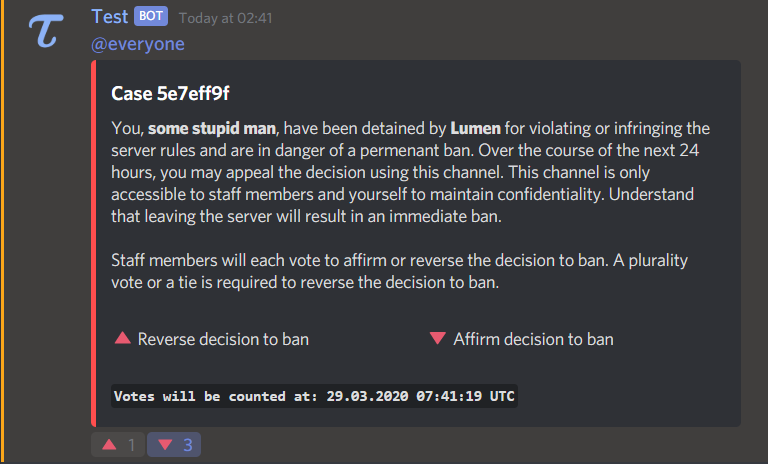 Test BOT Today at 02:41
@everyone
Case 5e7eff9f
You, some stupid man, have been detained by Lumen for violating or infringing the
server rules and are in danger of a permenant ban. Over the course of the next 24
hours, you may appeal the decision using this channel. This channel is only
accessible to staff members and yourself to maintain confidentiality. Understand
that leaving the server will result in an immediate ban.
Staff members will each vote to affirm or reverse the decision to ban. A plurality
vote or a tie is required to reverse the decision to ban.
Reverse decision to ban Affirm decision to ban
Votes will be counted at: 29.03.2020 07:41:19 UTC
1 3